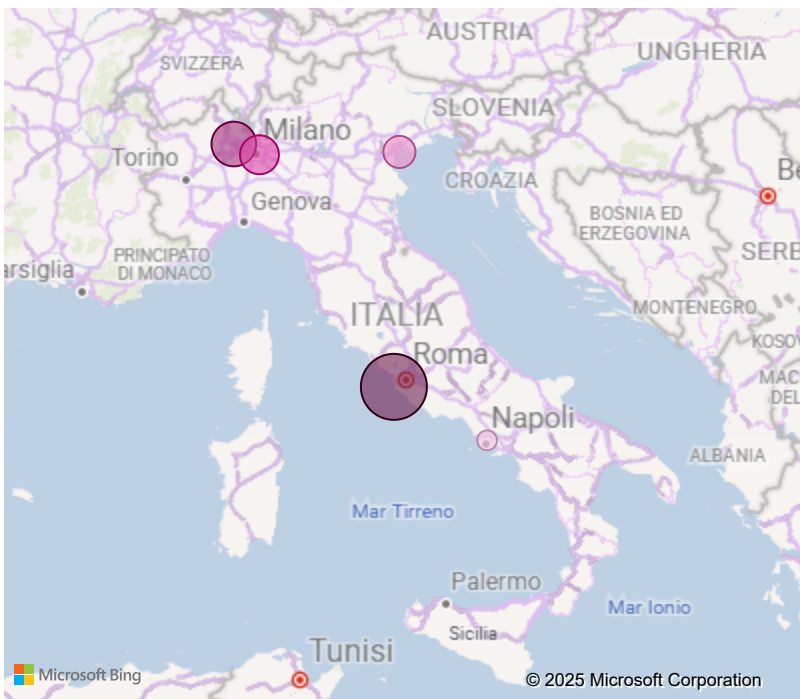 AUSTRIA
UNGHERIA
SVIZZERA
SLOVENIA
Milano
Torino
CROAZIA
Genova
BOSNIA ED
ERZEGOVINA
PRINCIPATO
DI MONACO
SERB
arsiglia
MONTENEGRO
ITALIA
KOSOV
Roma
MAC
DEL
Napoli
ALBANIA
Mar Tirreno
Palermo
Mar Ionio
Sicilia
Tunisi
Microsoft Bing
© 2025 Microsoft Corporation
Be